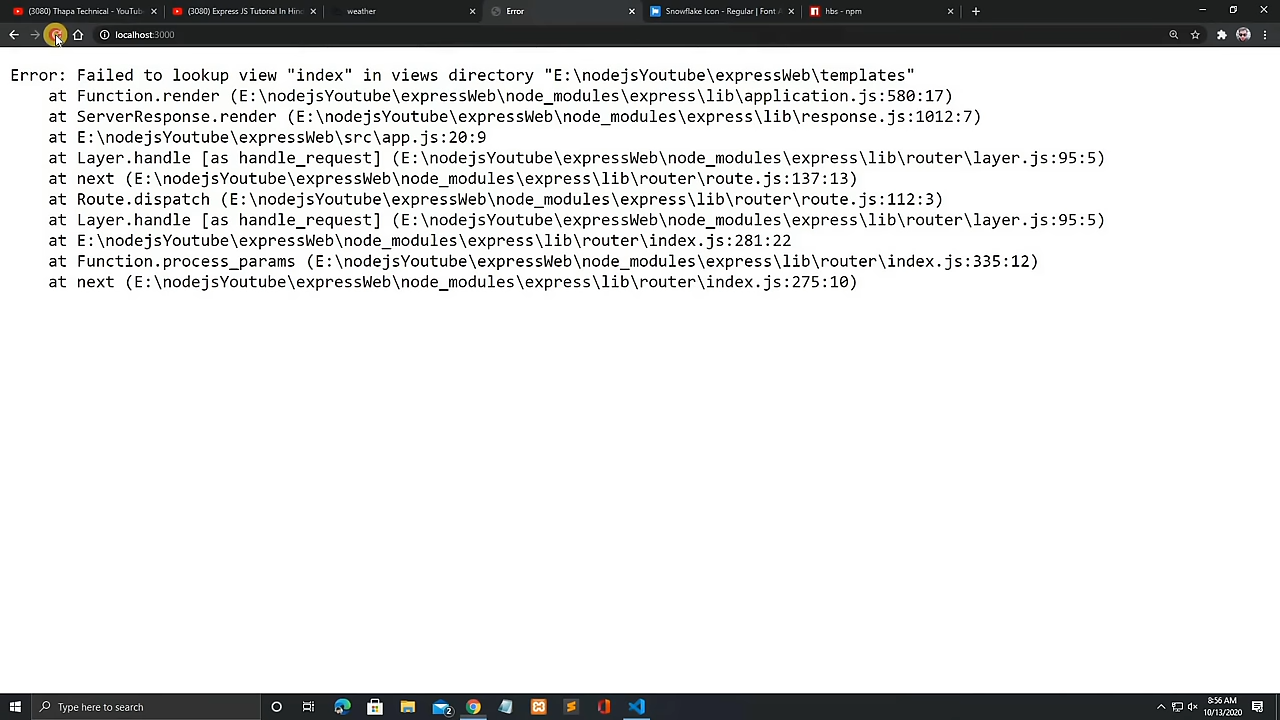 (3080) Thapa Technical - YouTub
(3080) Express JS Tutorial In Hin
weather
Error
Snowflake Icon - Regular | Font A
hbs - npm
localhost:3000
Error: Failed to lookup view "index" in views directory "E:\nodejsYoutube\expressWeb\templates"
at Function.render (E:\nodejsYoutube\expressWeb\node_modules\express\lib\application.js:580:17)
at ServerResponse.render (E:\nodejsYoutube\expressWeb\node_modules\express\lib\response.js:1012:7)
at E:\nodejsYoutube\expressWeb\src\app.js:20:9
at Layer.handle [as handle_request] (E:\nodejsYoutube\expressWeb\node_modules\express\lib\router\layer.js:95:5)
at next (E:\nodejsYoutube\expressWeb\node_modules\express\lib\router\route.js:137:13)
at Route.dispatch (E:\nodejsYoutube\expressWeb\node_modules\express\lib\router\route.js:112:3)
at Layer.handle [as handle_request] (E:\nodejsYoutube\expressWeb\node_modules\express\lib\router\layer.js:95:5)
at E:\nodejsYoutube\expressWeb\node_modules\express\lib\router\index.js:281:22
at Function.process_params (E:\nodejsYoutube\expressWeb\node_modules\express\lib\router\index.js:335:12)
at next (E:\nodejsYoutube\expressWeb\node_modules\express\lib\router\index.js:275:10)
Type here to search
8:56 AM
10/13/2020